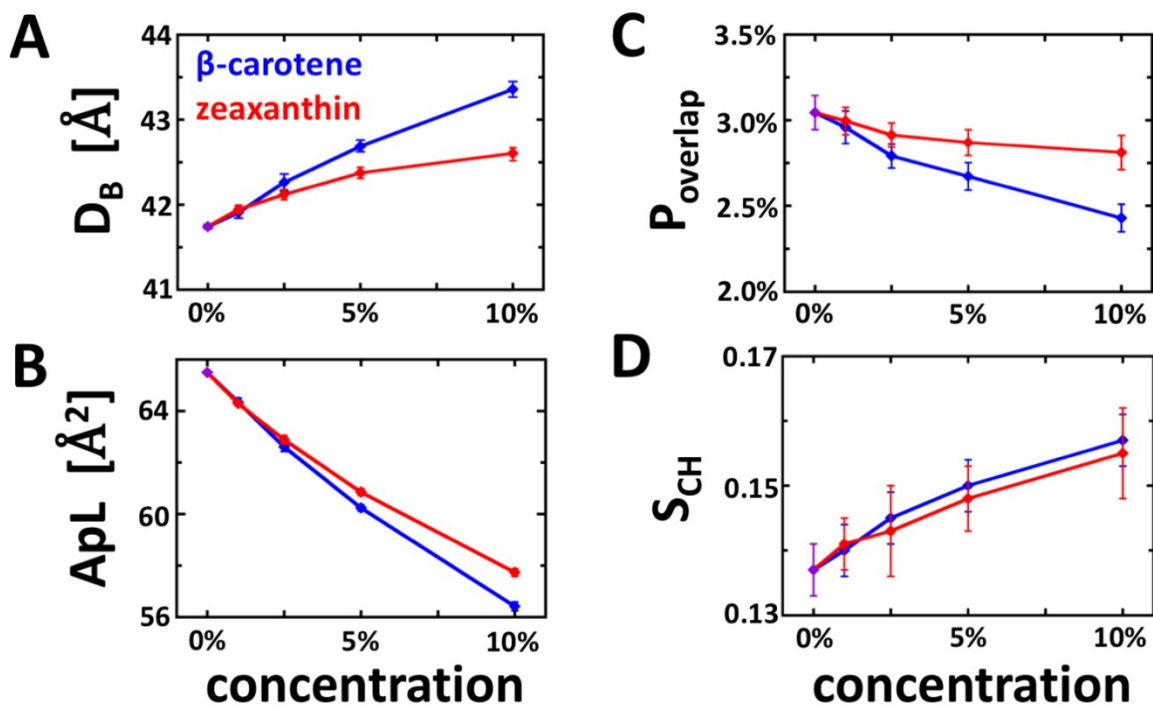 A
D_B [Å]
44
43
42
41
β-carotene
zeaxanthin
0% 5% 10%
B
ApL [Å²]
64
60
56
0% 5% 10%
concentration
C
P_overlap
3.5%
3.0%
2.5%
2.0%
0% 5% 10%
D
S_CH
0.17
0.15
0.13
0% 5% 10%
concentration